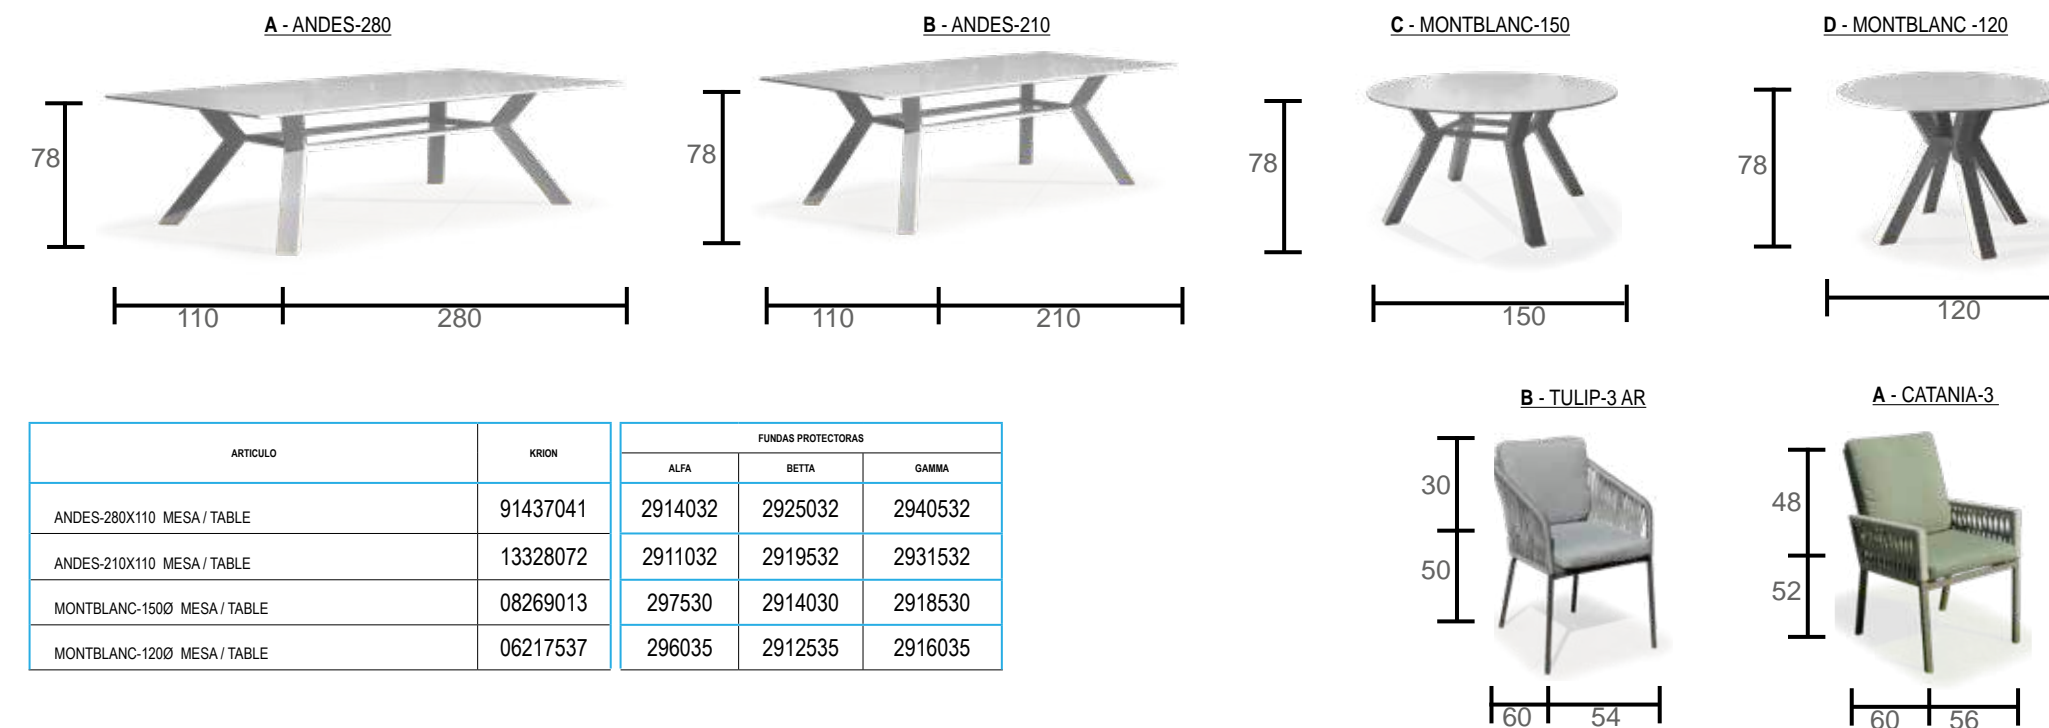 A - ANDES-280
B - ANDES-210
C - MONTBLANC-150
D - MONTBLANC -120
78
78
78
78
110 280
110 210
150
120
B - TULIP-3 AR
A - CATANIA-3
30
50
60 54
48
52
60 56
ARTICULO KRION FUNDAS PROTECTORAS
ALFA BETTA GAMMA
ANDES-280X110 MESA / TABLE 91437041 2914032 2925032 2940532
ANDES-210X110 MESA / TABLE 13328072 2911032 2919532 2931532
MONTBLANC-150Ø MESA / TABLE 08269013 297530 2914030 2918530
MONTBLANC-120Ø MESA / TABLE 06217537 296035 2912535 2916035